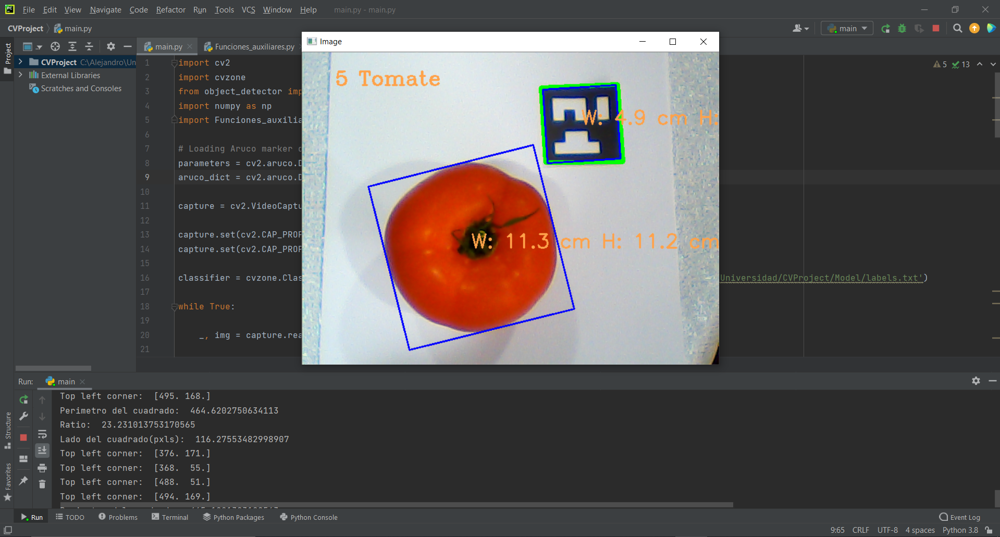 File Edit View Navigate Code Refactor Run Tools VCS Window Help main.py - main.py
CVProject main.py main
Project
main.py Funciones_auxiliares.py
CVProject C:\Alejandro\Un
External Libraries
Scratches and Consoles
5 13
1 import cv2
2 import cvzone
3 from object_detector imp
4 import numpy as np
5 import Funciones_auxilia
6
7 # Loading Aruco marker
8 parameters = cv2.aruco.D
9 aruco_dict = cv2.aruco.D
10
11 capture = cv2.VideoCaptu
12
13 capture.set(cv2.CAP_PROP
14 capture.set(cv2.CAP_PROP
15
16 classifier = cvzone.Clas Universidad/CVProject/Model/labels.txt')
17
18 while True:
19
20 _, img = capture.rea
21
Image
5 Tomate
W: 4.9 cm H:
W: 11.3 cm H: 11.2 cm
Run: main
Top left corner: [495. 168.]
Perimetro del cuadrado: 464.6202750634113
Ratio: 23.231013753170565
Lado del cuadrado(pxls): 116.27553482998907
Top left corner: [376. 171.]
Top left corner: [368. 55.]
Top left corner: [488. 51.]
Top left corner: [494. 169.]
Structure
Favorites
Run TODO Problems Terminal Python Packages Python Console Event Log
9:65 CRLF UTF-8 4 spaces Python 3.8